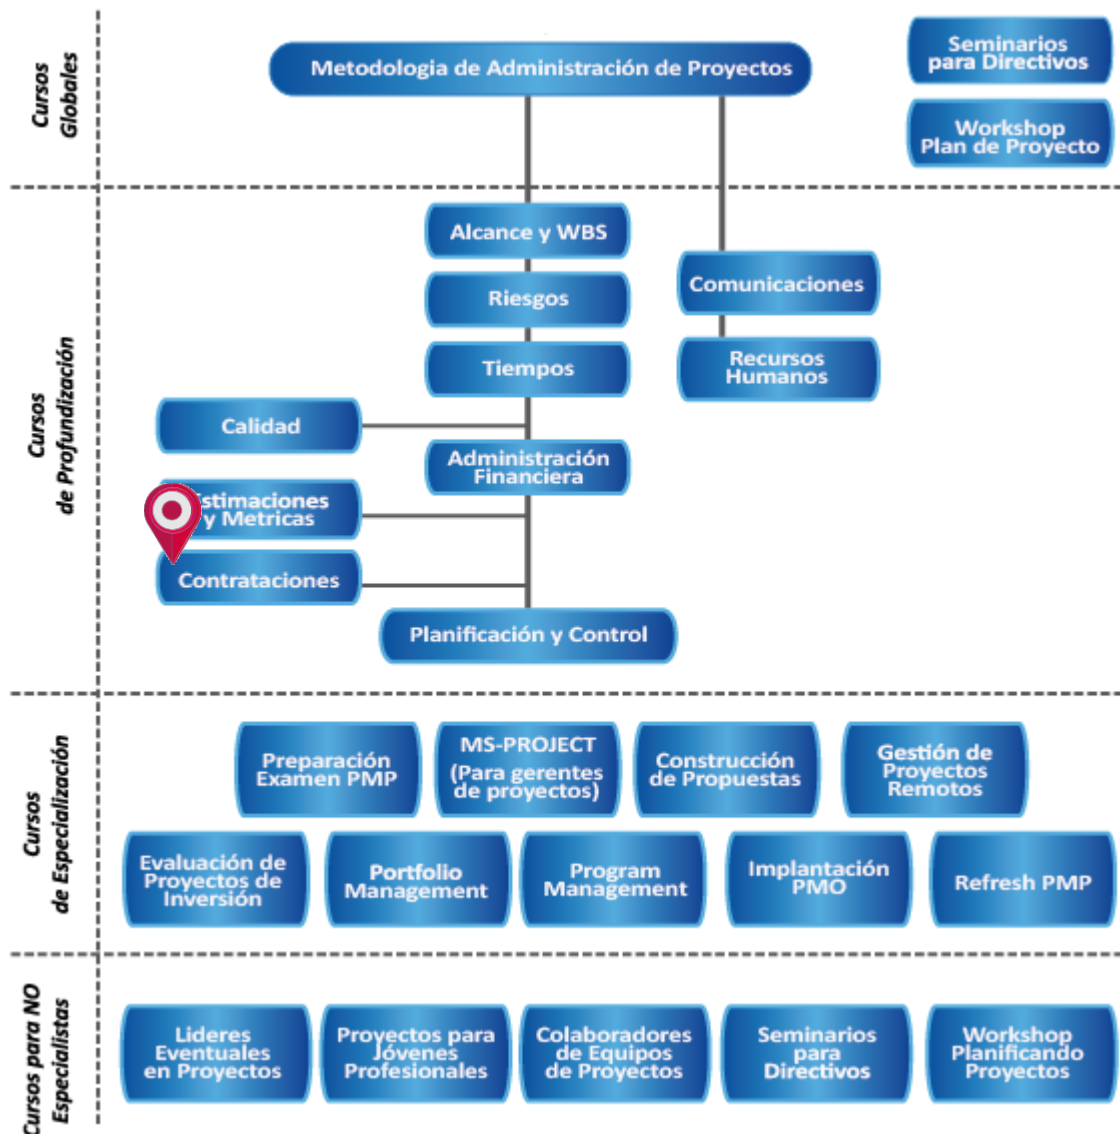 Cursos
Globales
Metodologia de Administración de Proyectos
Seminarios
para Directivos
Workshop
Plan de Proyecto
Cursos
de Profundización
Alcance y WBS
Riesgos
Tiempos
Comunicaciones
Recursos
Humanos
Calidad
Administración
Financiera
Estimaciones
y Metricas
Contrataciones
Planificación y Control
Cursos
de Especialización
Preparación
Examen PMP
MS-PROJECT
(Para gerentes
de proyectos)
Construcción
de Propuestas
Gestión de
Proyectos
Remotos
Evaluación de
Proyectos de
Inversión
Portfolio
Management
Program
Management
Implantación
PMO
Refresh PMP
Cursos para NO
Especialistas
Lideres
Eventuales
en Proyectos
Proyectos para
Jóvenes
Profesionales
Colaboradores
de Equipos
de Proyectos
Seminarios
para
Directivos
Workshop
Planificando
Proyectos